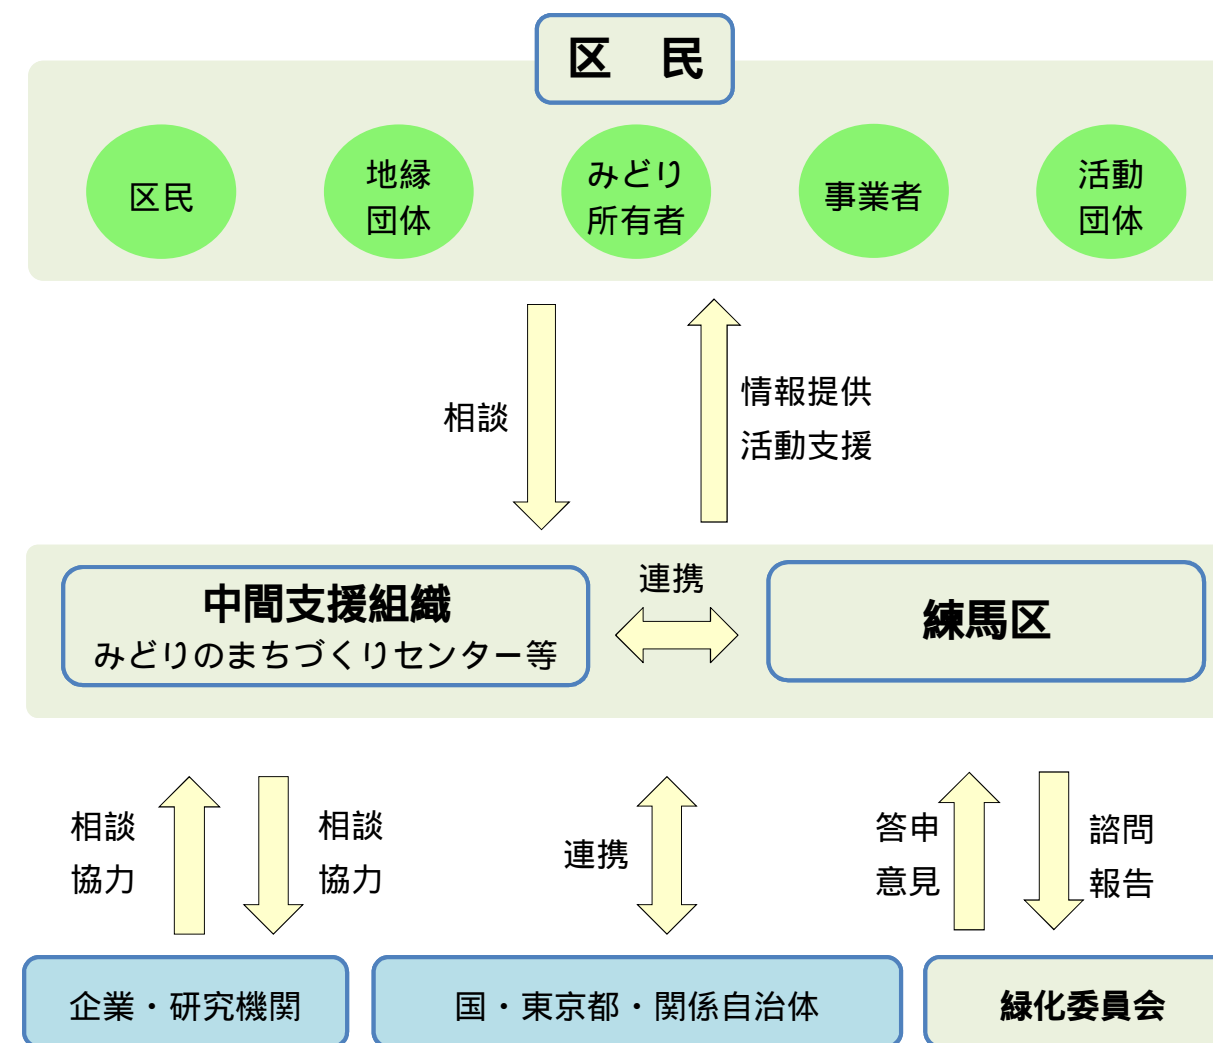 区　民
区民
地縁
団体
みどり
所有者
事業者
活動
団体
相談
情報提供
活動支援
中間支援組織
みどりのまちづくりセンター等
連携
練馬区
相談
協力
相談
協力
連携
答申
意見
諮問
報告
企業・研究機関
国・東京都・関係自治体
緑化委員会